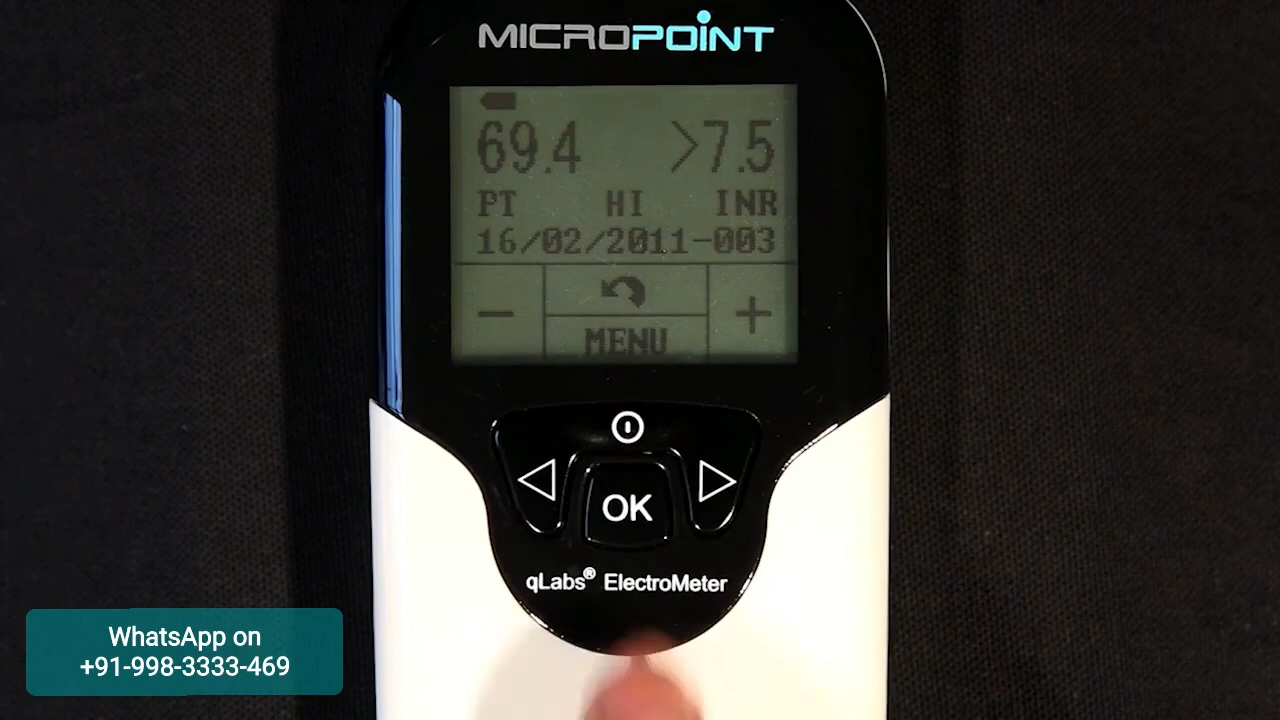 MICROPOINT
69.4 >7.5
PT HI INR
16/02/2011-003
− +
MENU
OK
qLabs® ElectroMeter
WhatsApp on
+91-998-3333-469